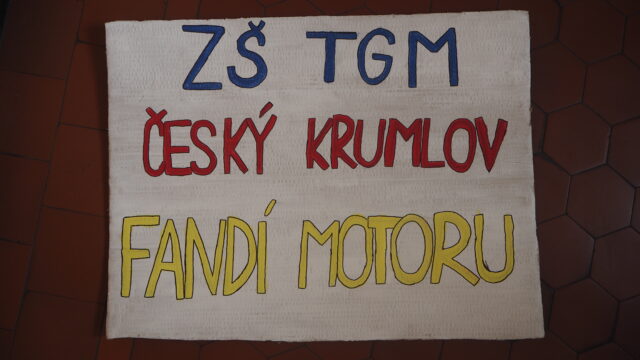 ZŠ TGM
ČESKÝ KRUMLOV
FANDÍ MOTORU